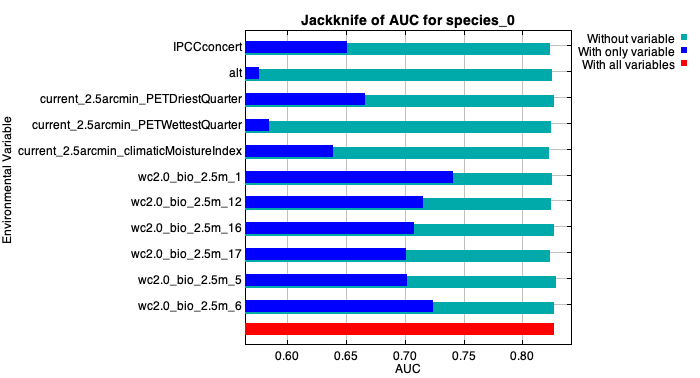 Jackknife of AUC for species_0
Without variable
With only variable
With all variables
Environmental Variable
IPCCconcert
alt
current_2.5arcmin_PETDriestQuarter
current_2.5arcmin_PETWettestQuarter
current_2.5arcmin_climaticMoistureIndex
wc2.0_bio_2.5m_1
wc2.0_bio_2.5m_12
wc2.0_bio_2.5m_16
wc2.0_bio_2.5m_17
wc2.0_bio_2.5m_5
wc2.0_bio_2.5m_6
0.60 0.65 0.70 0.75 0.80
AUC